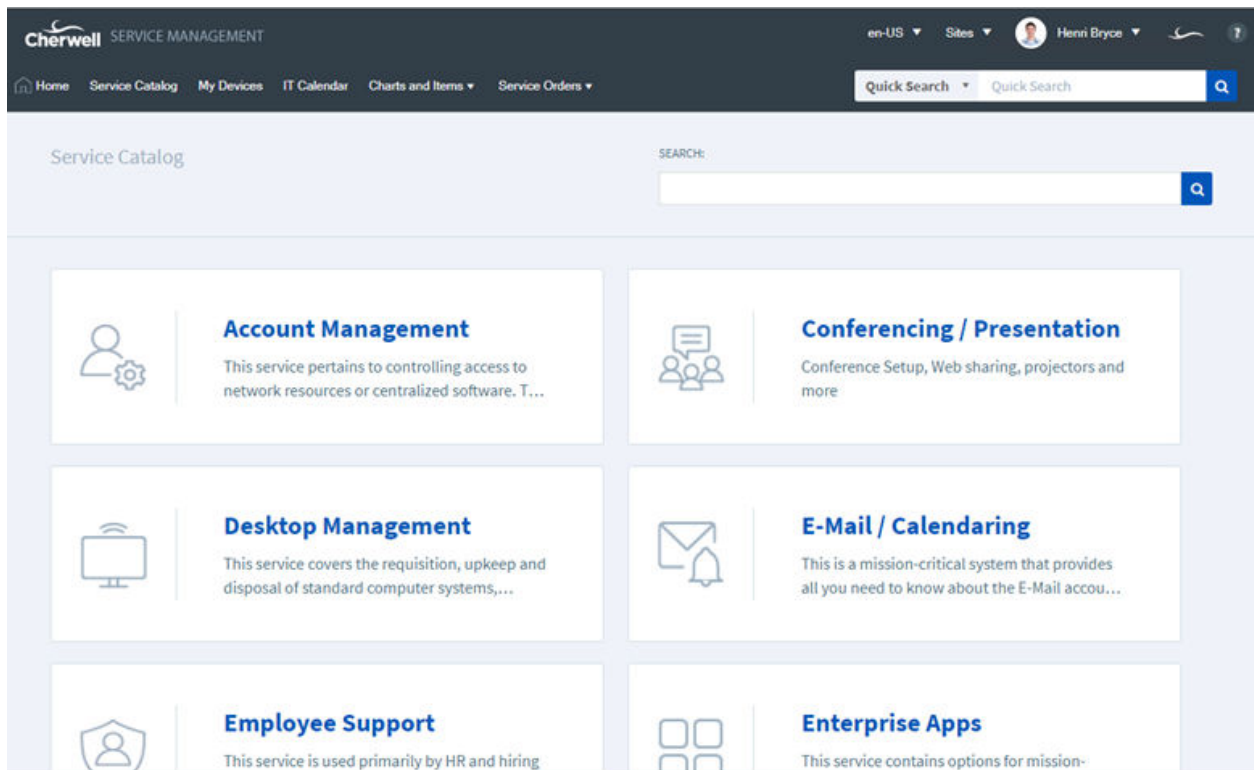 Cherwell SERVICE MANAGEMENT
en-US Sites Henri Bryce ?
Home Service Catalog My Devices IT Calendar Charts and Items Service Orders
Quick Search Quick Search
Service Catalog
SEARCH:
Account Management
This service pertains to controlling access to
network resources or centralized software. T...
Conferencing / Presentation
Conference Setup, Web sharing, projectors and
more
Desktop Management
This service covers the requisition, upkeep and
disposal of standard computer systems,...
E-Mail / Calendaring
This is a mission-critical system that provides
all you need to know about the E-Mail accou...
Employee Support
This service is used primarily by HR and hiring
Enterprise Apps
This service contains options for mission-